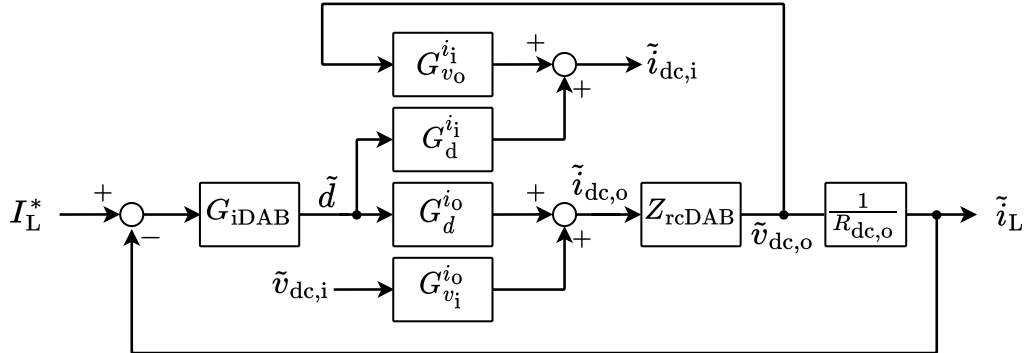 +
G_{v_o}^{i_i}
ĩ_{dc,i}
+
G_d^{i_i}
I_L^*
+
−
G_{iDAB}
d̃
G_d^{i_o}
+
ĩ_{dc,o}
+
Z_{rcDAB}
ṽ_{dc,o}
1/R_{dc,o}
ĩ_L
ṽ_{dc,i}
G_{v_i}^{i_o}